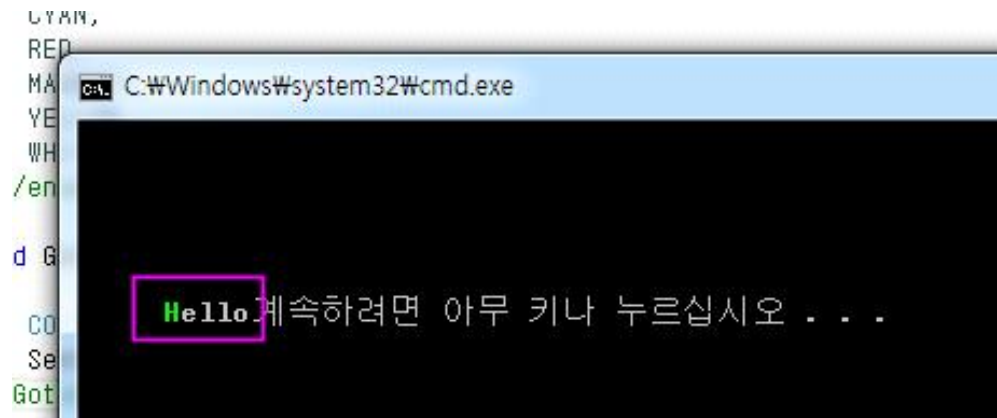 CYAN,
RED
MA
C:₩Windows₩system32₩cmd.exe
YE
WH
/en
d G
Hello계속하려면 아무 키나 누르십시오 . . .
CO
Se
Got